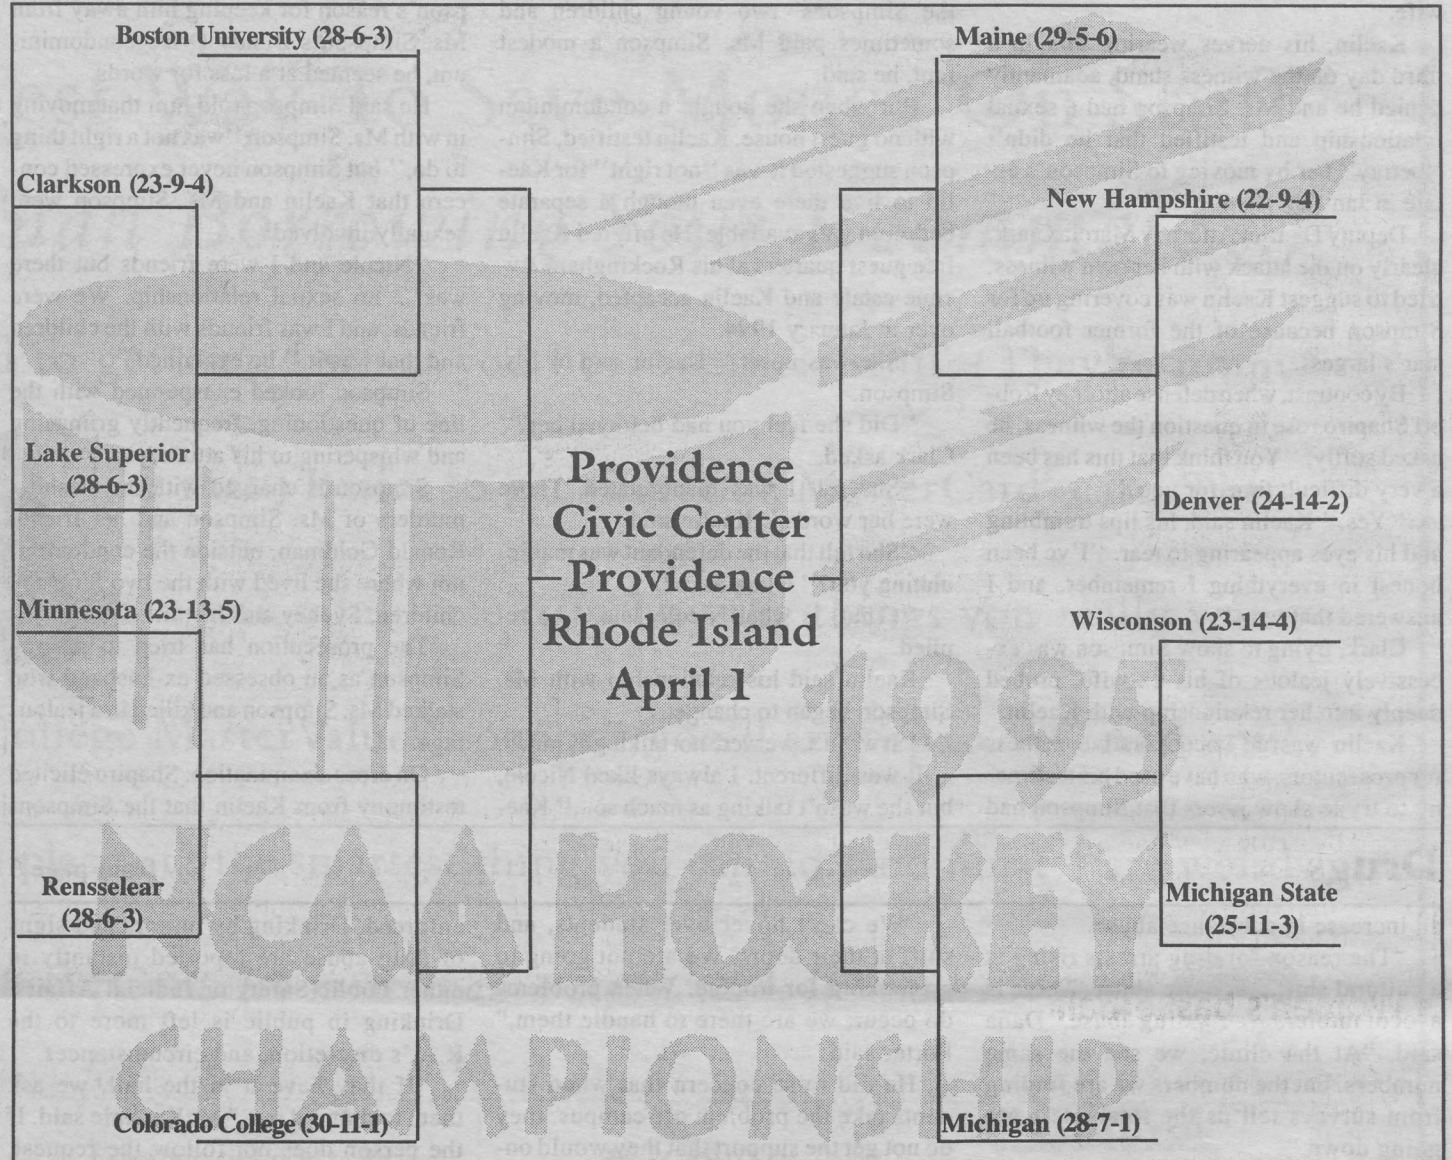 Boston University (28-6-3)
Clarkson (23-9-4)
Lake Superior
(28-6-3)
Minnesota (23-13-5)
Rensselear
(28-6-3)
Colorado College (30-11-1)
Providence
Civic Center
Providence
Rhode Island
April 1
Maine (29-5-6)
New Hampshire (22-9-4)
Denver (24-14-2)
Wisconson (23-14-4)
Michigan State
(25-11-3)
Michigan (28-7-1)
1995
NCAA HOCKEY
CHAMPIONSHIP